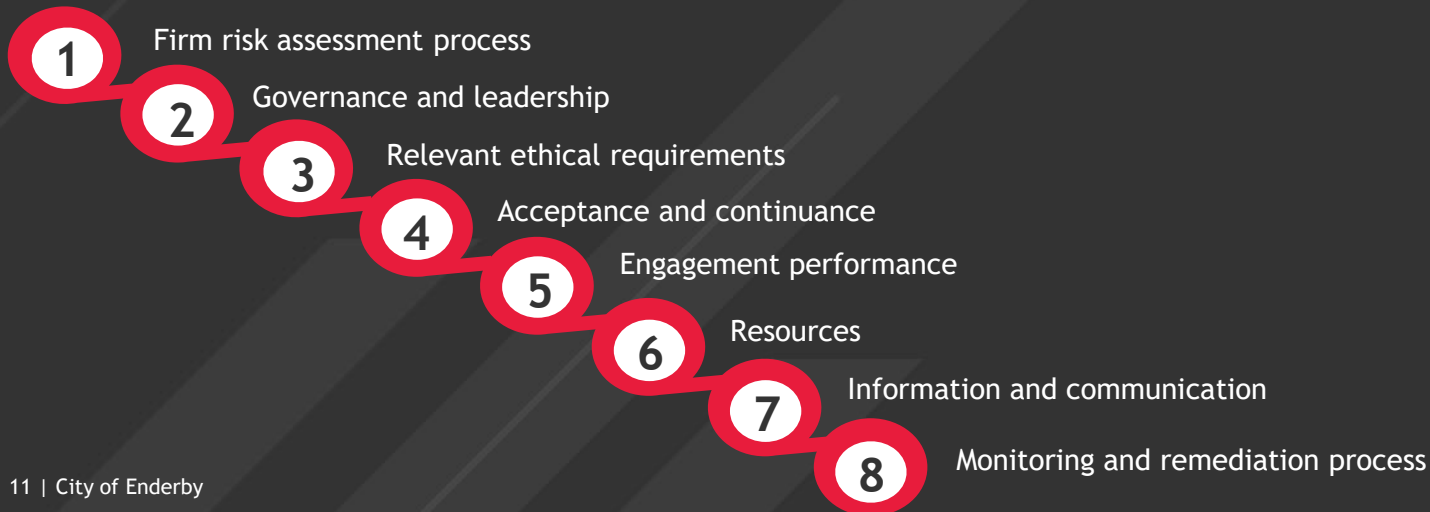 1 Firm risk assessment process
2 Governance and leadership
3 Relevant ethical requirements
4 Acceptance and continuance
5 Engagement performance
6 Resources
7 Information and communication
8 Monitoring and remediation process
11 | City of Enderby